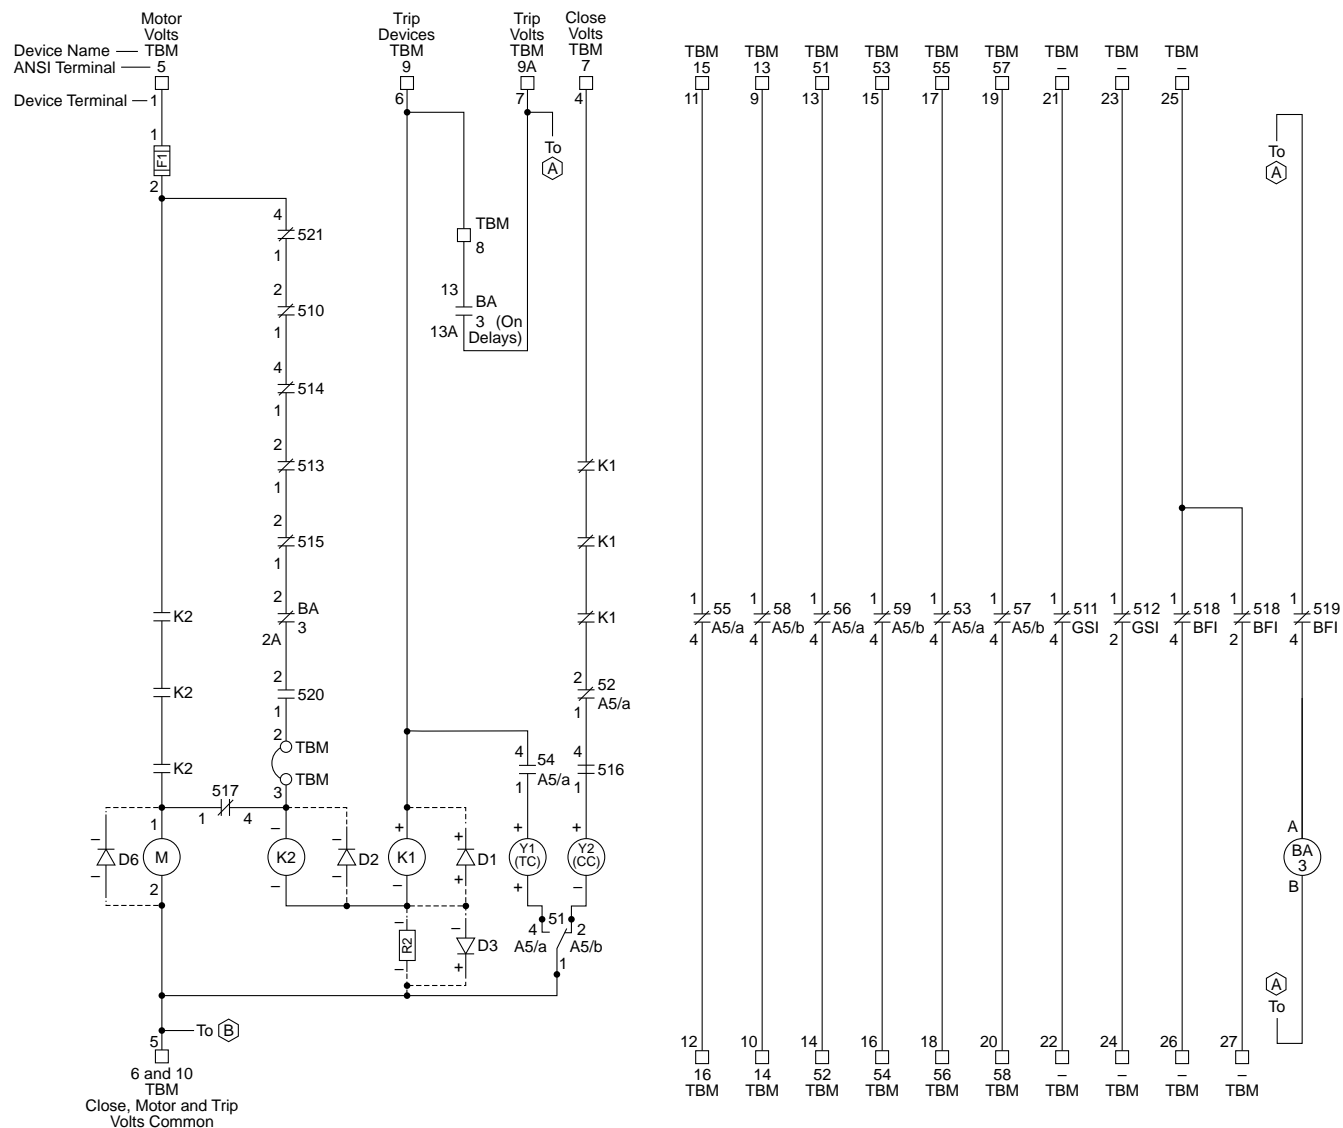 Motor
Volts
TBM
5
Trip
Devices
TBM
9
Trip
Volts
TBM
9A
Close
Volts
TBM
7
Device Name
ANSI Terminal
Device Terminal
1
6
7
4
TBM TBM TBM TBM TBM TBM TBM TBM TBM
15 13 51 53 55 57 – – –
11 9 13 15 17 19 21 23 25
1
F1
2
To
A
To
A
4
521
1
TBM
8
2
510
1
13
BA
3 (On
Delays)
13A
4
514
1
2
513
1
K1
2
515
1
K1
2
BA
3
2A
K2
K1
1 1 1 1 1 1 1 1 1 1 1
55 58 56 59 53 57 511 512 518 518 519
A5/a A5/b A5/a A5/b A5/a A5/b GSI GSI BFI BFI BFI
4 4 4 4 4 4 4 2 4 2 4
K2
2
520
1
2
52
A5/a
1
2
TBM
TBM
3
K2
4
54
A5/a
1
4
516
1
517
1 4
– 1 – – + + + + A
D6 M K2 D2 K1 D1
Y1
(TC)
Y2
(CC)
BA
3
– 2 – – – + + – B
– R2 –
– D3 +
4 51 2
A5/a A5/b
1
A
To
To B
5
6 and 10
TBM
Close, Motor and Trip
Volts Common
12 10 14 16 18 20 22 24 26 27
16 14 52 54 56 58 – – – –
TBM TBM TBM TBM TBM TBM TBM TBM TBM TBM